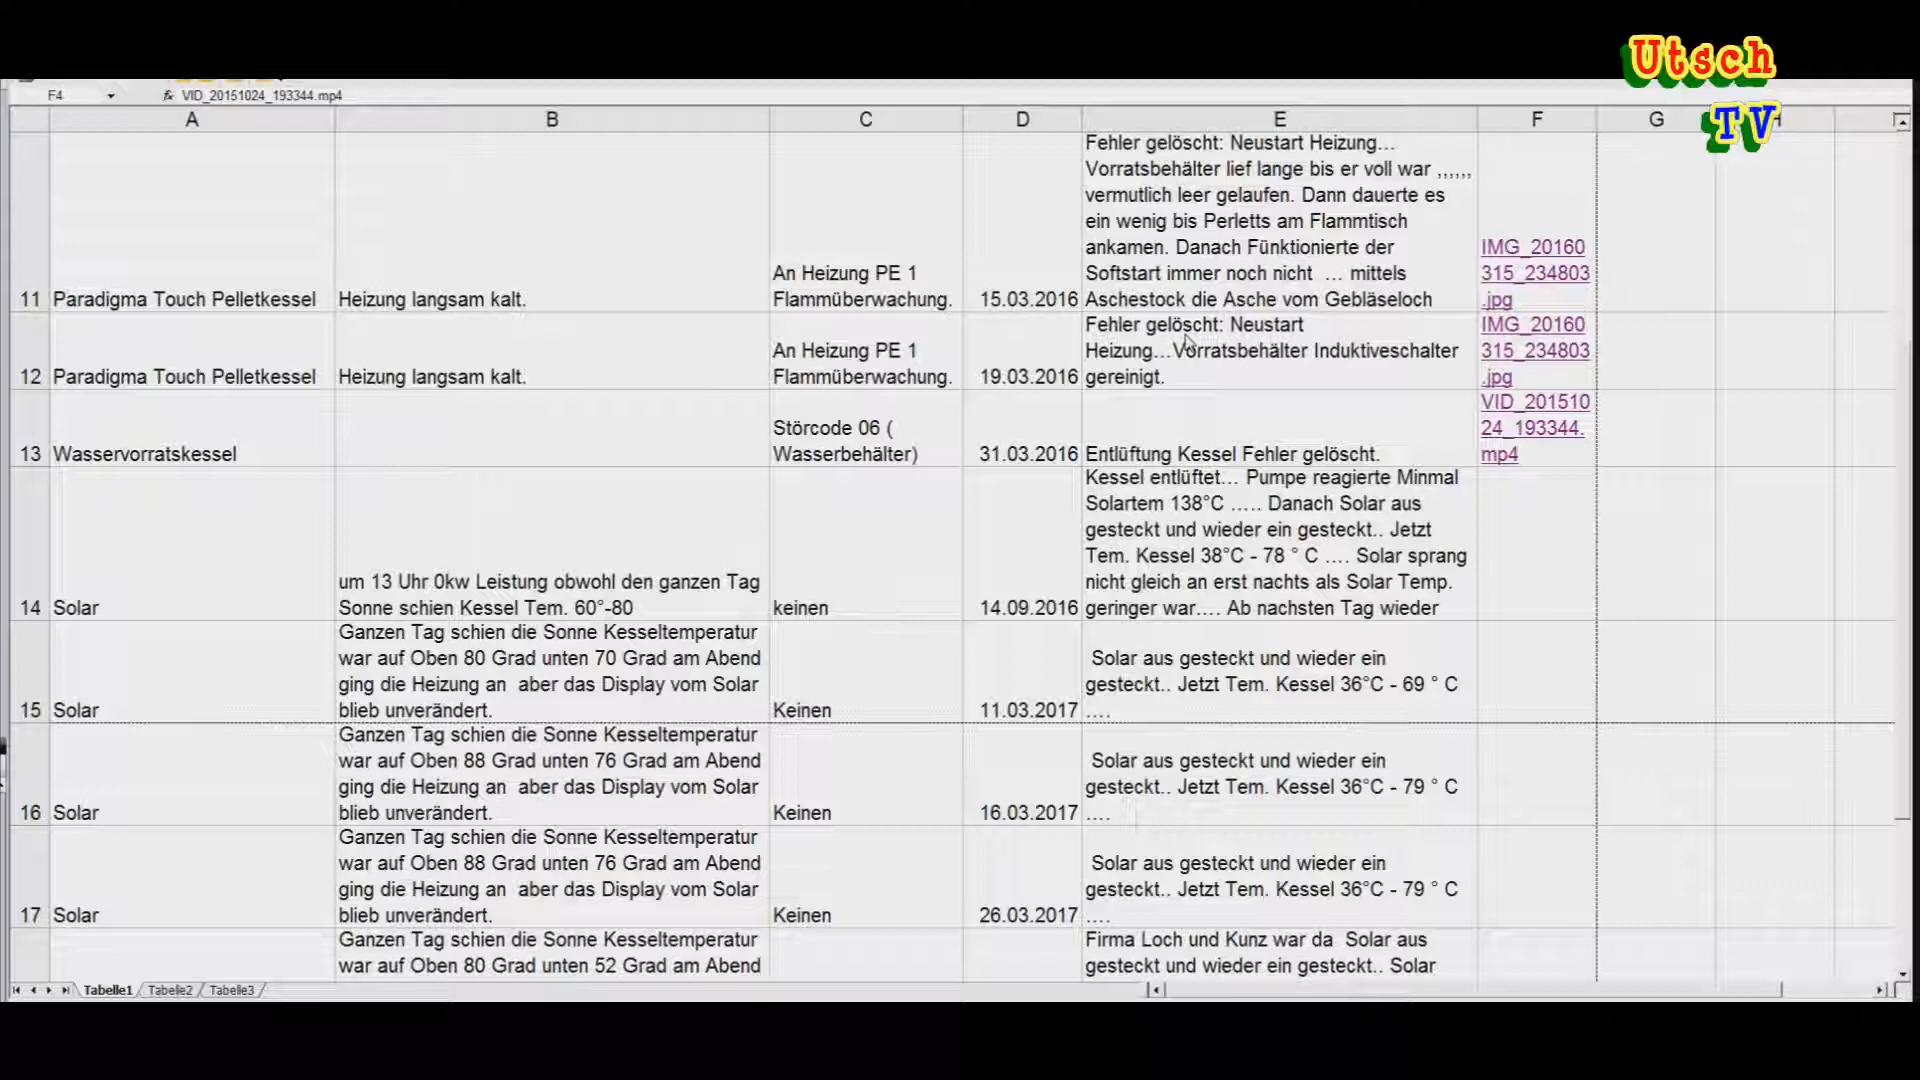 Utsch
TV
F4
fx VID_20151024_193344.mp4
A B C D E F G H
11 Paradigma Touch Pelletkessel
Heizung langsam kalt.
An Heizung PE 1
Flammüberwachung.
15.03.2016
Fehler gelöscht: Neustart Heizung…
Vorratsbehälter lief lange bis er voll war ,,,,,,
vermutlich leer gelaufen. Dann dauerte es
ein wenig bis Perletts am Flammtisch
ankamen. Danach Fünktionierte der
Softstart immer noch nicht … mittels
Aschestock die Asche vom Gebläseloch
IMG_20160
315_234803
.jpg
12 Paradigma Touch Pelletkessel
Heizung langsam kalt.
An Heizung PE 1
Flammüberwachung.
19.03.2016
Fehler gelöscht: Neustart
Heizung…Vorratsbehälter Induktiveschalter
gereinigt.
IMG_20160
315_234803
.jpg
13 Wasservorratskessel
Störcode 06 (
Wasserbehälter)
31.03.2016
Entlüftung Kessel Fehler gelöscht.
VID_201510
24_193344.
mp4
14 Solar
um 13 Uhr 0kw Leistung obwohl den ganzen Tag
Sonne schien Kessel Tem. 60°-80
keinen
14.09.2016
Kessel entlüftet… Pumpe reagierte Minmal
Solartem 138°C ….. Danach Solar aus
gesteckt und wieder ein gesteckt.. Jetzt
Tem. Kessel 38°C - 78 ° C …. Solar sprang
nicht gleich an erst nachts als Solar Temp.
geringer war…. Ab nachsten Tag wieder
15 Solar
Ganzen Tag schien die Sonne Kesseltemperatur
war auf Oben 80 Grad unten 70 Grad am Abend
ging die Heizung an  aber das Display vom Solar
blieb unverändert.
Keinen
11.03.2017
Solar aus gesteckt und wieder ein
gesteckt.. Jetzt Tem. Kessel 36°C - 69 ° C
….
16 Solar
Ganzen Tag schien die Sonne Kesseltemperatur
war auf Oben 88 Grad unten 76 Grad am Abend
ging die Heizung an  aber das Display vom Solar
blieb unverändert.
Keinen
16.03.2017
Solar aus gesteckt und wieder ein
gesteckt.. Jetzt Tem. Kessel 36°C - 79 ° C
….
17 Solar
Ganzen Tag schien die Sonne Kesseltemperatur
war auf Oben 88 Grad unten 76 Grad am Abend
ging die Heizung an  aber das Display vom Solar
blieb unverändert.
Keinen
26.03.2017
Solar aus gesteckt und wieder ein
gesteckt.. Jetzt Tem. Kessel 36°C - 79 ° C
….
Ganzen Tag schien die Sonne Kesseltemperatur
war auf Oben 80 Grad unten 52 Grad am Abend
Firma Loch und Kunz war da  Solar aus
gesteckt und wieder ein gesteckt.. Solar
Tabelle1 Tabelle2 Tabelle3